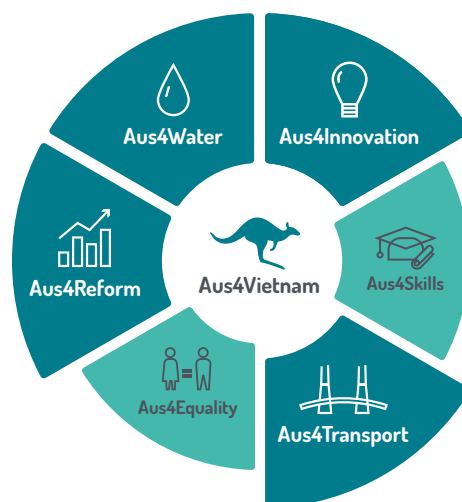 Aus4Water
Aus4Innovation
Aus4Reform
Aus4Vietnam
Aus4Skills
Aus4Equality
Aus4Transport